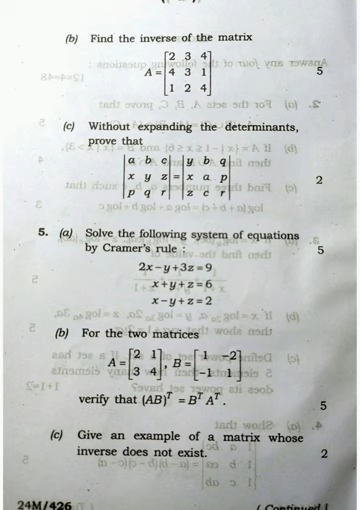 (b) Find the inverse of the matrix
A = [2 3 4
4 3 1
1 2 4]
5
(c) Without expanding the determinants,
prove that
|a b c| |y b q|
|x y z| = |x a p|
|p q r| |z c r|
2
5. (a) Solve the following system of equations
by Cramer's rule :
5
2x − y + 3z = 9
x + y + z = 6
x − y + z = 2
(b) For the two matrices
A = [2 1], B = [1 −2]
[3 4] [−1 1]
verify that (AB)^T = B^T A^T .
5
(c) Give an example of a matrix whose
inverse does not exist.
2
24M/426
( Continued )